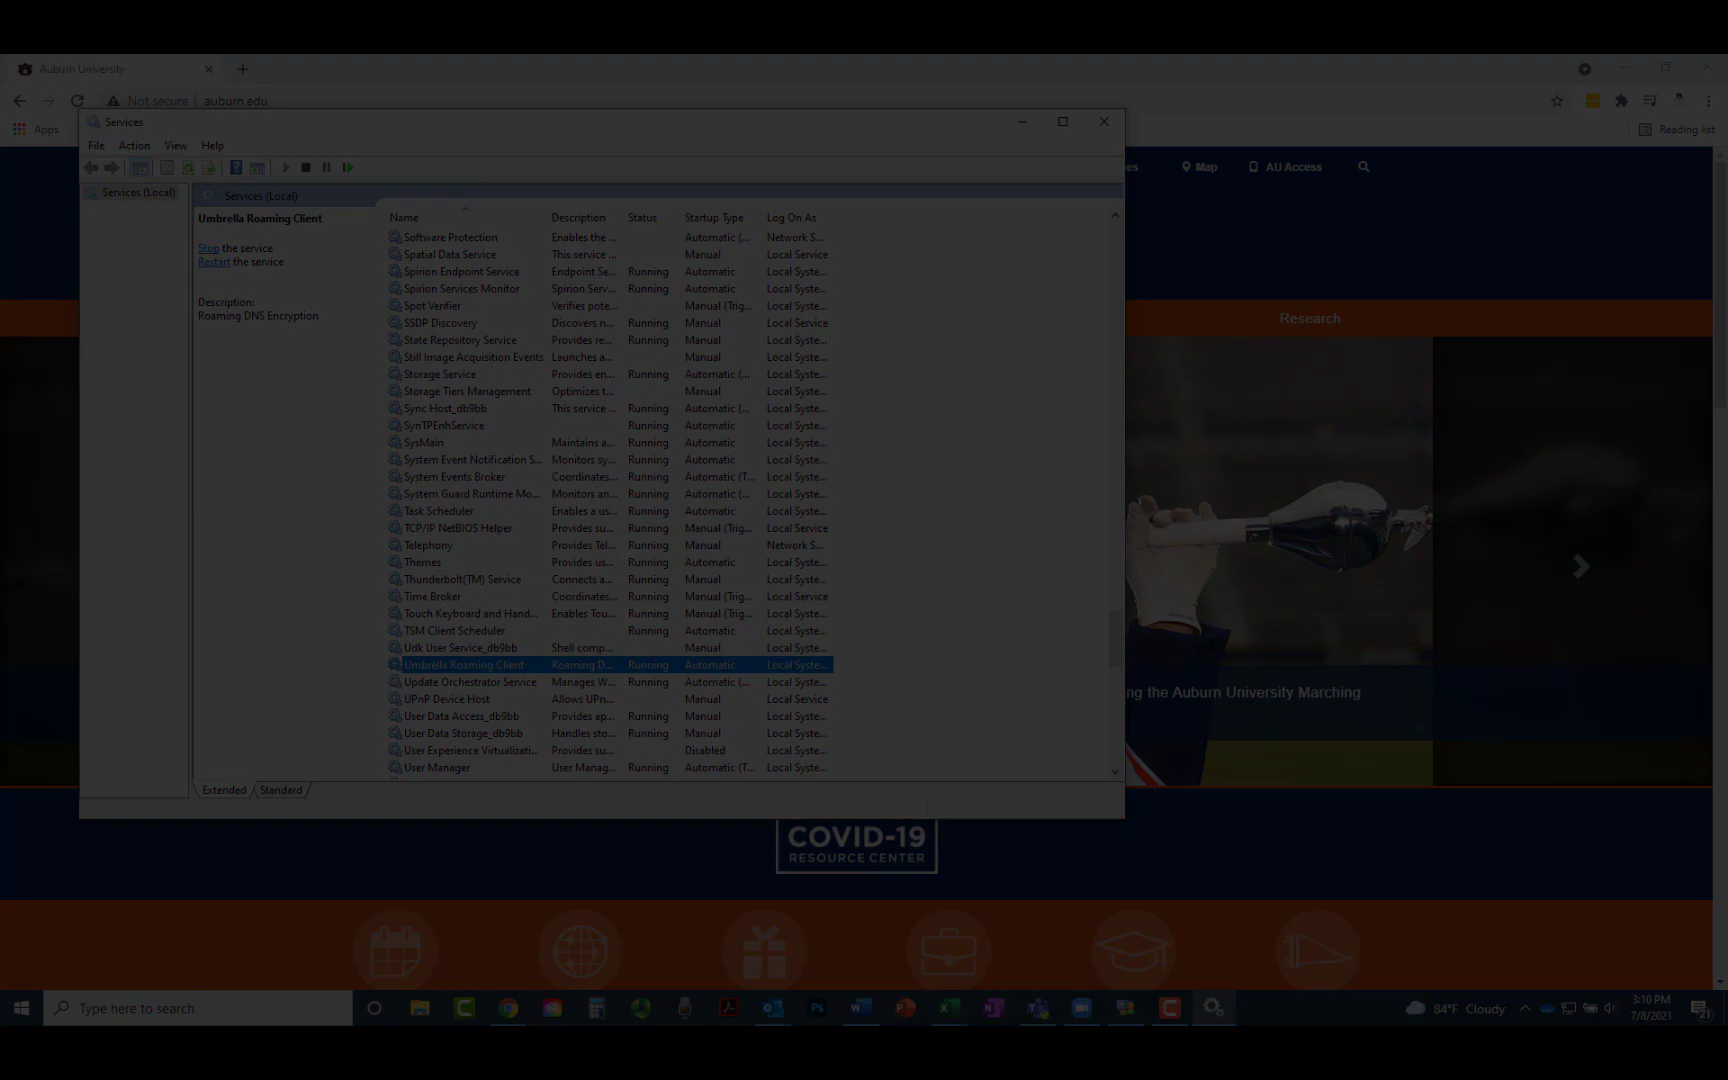 Auburn University
Not secure auburn.edu
Apps
Reading list
Services
File Action View Help
Map AU Access
Services (Local)
Services (Local)
Umbrella Roaming Client
Stop the service
Restart the service
Description:
Roaming DNS Encryption
Name Description Status Startup Type Log On As
Software Protection Enables the ... Automatic (... Network S...
Spatial Data Service This service ... Manual Local Service
Spirion Endpoint Service Endpoint Se... Running Automatic Local Syste...
Spirion Services Monitor Spirion Serv... Running Automatic Local Syste...
Spot Verifier Verifies pote... Manual (Trig... Local Syste...
SSDP Discovery Discovers n... Running Manual Local Service
State Repository Service Provides re... Running Manual Local Syste...
Still Image Acquisition Events Launches a... Manual Local Syste...
Storage Service Provides en... Running Automatic (... Local Syste...
Storage Tiers Management Optimizes t... Manual Local Syste...
Sync Host_db9bb This service ... Running Automatic (... Local Syste...
SynTPEnhService Running Automatic Local Syste...
SysMain Maintains a... Running Automatic Local Syste...
System Event Notification S... Monitors sy... Running Automatic Local Syste...
System Events Broker Coordinates... Running Automatic (T... Local Syste...
System Guard Runtime Mo... Monitors an... Running Automatic (... Local Syste...
Task Scheduler Enables a us... Running Automatic Local Syste...
TCP/IP NetBIOS Helper Provides su... Running Manual (Trig... Local Service
Telephony Provides Tel... Running Manual Network S...
Themes Provides us... Running Automatic Local Syste...
Thunderbolt(TM) Service Connects a... Running Manual Local Syste...
Time Broker Coordinates... Running Manual (Trig... Local Service
Touch Keyboard and Hand... Enables Tou... Running Manual (Trig... Local Syste...
TSM Client Scheduler Running Automatic Local Syste...
Udk User Service_db9bb Shell comp... Manual Local Syste...
Umbrella Roaming Client Roaming D... Running Automatic Local Syste...
Update Orchestrator Service Manages W... Running Automatic (... Local Syste...
UPnP Device Host Allows UPn... Manual Local Service
User Data Access_db9bb Provides ap... Running Manual Local Syste...
User Data Storage_db9bb Handles sto... Running Manual Local Syste...
User Experience Virtualizati... Provides su... Disabled Local Syste...
User Manager User Manag... Running Automatic (T... Local Syste...
Extended Standard
Research
ng the Auburn University Marching
COVID-19
RESOURCE CENTER
Type here to search
84°F Cloudy
3:10 PM
7/8/2021
21